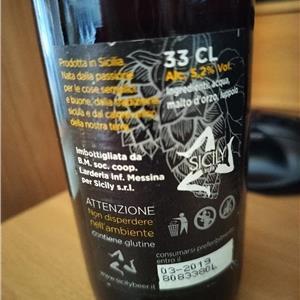 Prodotta in Sicilia.
Nata dalla passione
per le cose semplici
e buone, dalla tradizione
sicula e dal calore unico
della nostra terra.
33 CL
Alc. 5,2% Vol.
Ingredienti: acqua,
malto d'orzo, luppolo
Imbottigliata da
B.M. soc. coop.
Larderia inf. Messina
per Sicily s.r.l.
SICILY
ATTENZIONE
Non disperdere
nell'ambiente
contiene glutine
www.sicilybeer.it
consumarsi preferibilmente
entro il
03-2019
8083380L